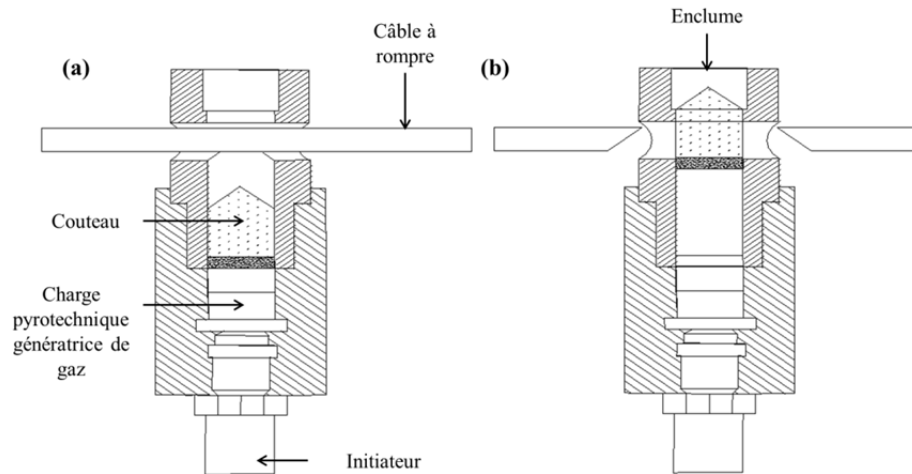 Câble à
rompre
(a)
Couteau
Charge
pyrotechnique
génératrice de
gaz
Initiateur
Enclume
(b)